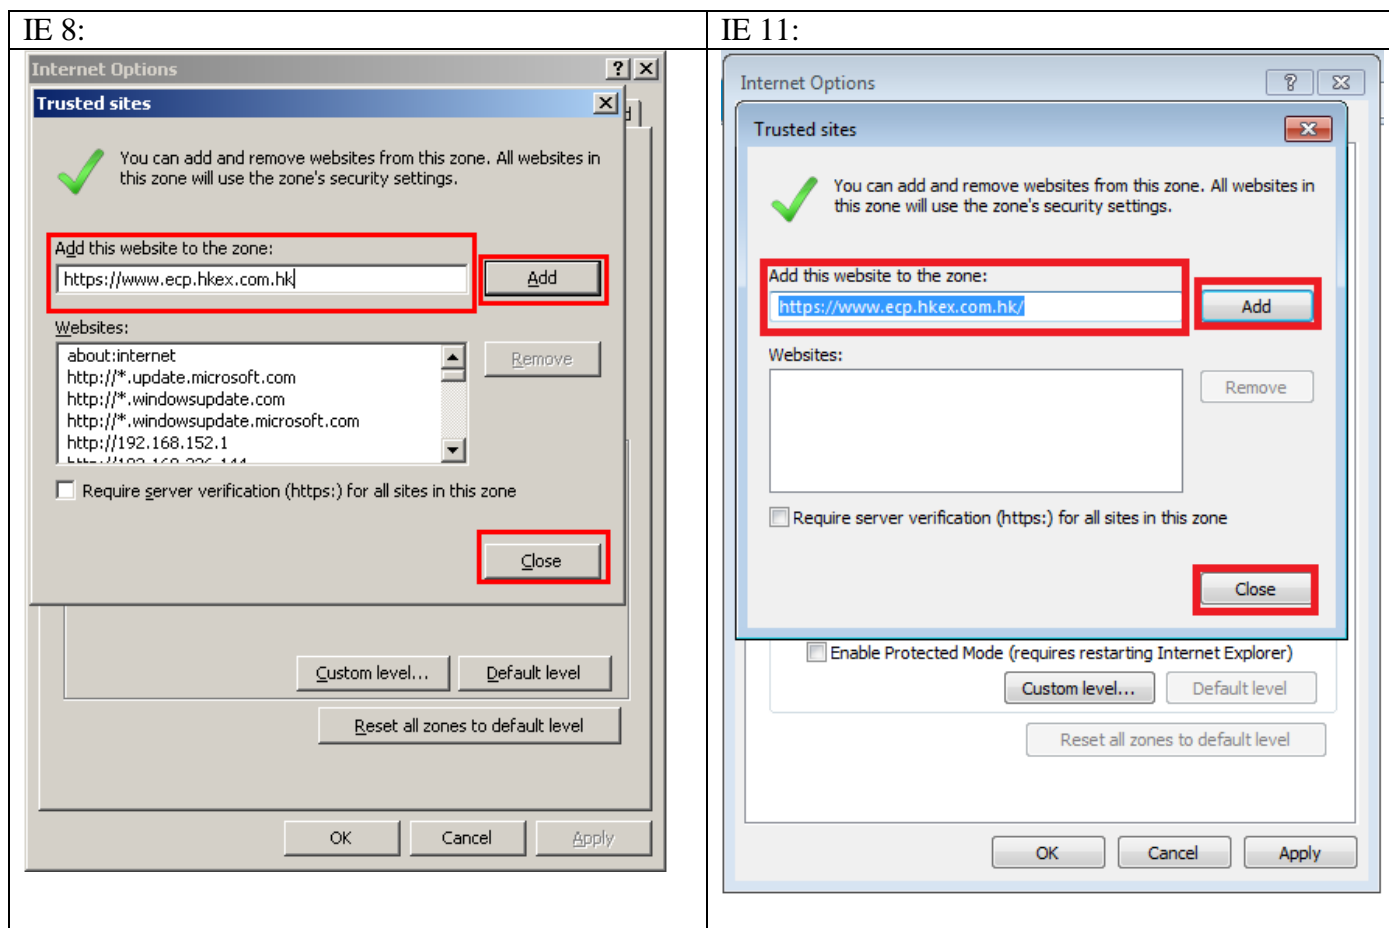 IE 8:
Internet Options
Trusted sites
You can add and remove websites from this zone. All websites in
this zone will use the zone's security settings.
Add this website to the zone:
https://www.ecp.hkex.com.hk
Add
Websites:
about:internet
http://*.update.microsoft.com
http://*.windowsupdate.com
http://*.windowsupdate.microsoft.com
http://192.168.152.1
Remove
Require server verification (https:) for all sites in this zone
Close
Custom level...
Default level
Reset all zones to default level
OK
Cancel
Apply
IE 11:
Internet Options
Trusted sites
You can add and remove websites from this zone. All websites in
this zone will use the zone's security settings.
Add this website to the zone:
https://www.ecp.hkex.com.hk/
Add
Websites:
Remove
Require server verification (https:) for all sites in this zone
Close
Enable Protected Mode (requires restarting Internet Explorer)
Custom level...
Default level
Reset all zones to default level
OK
Cancel
Apply